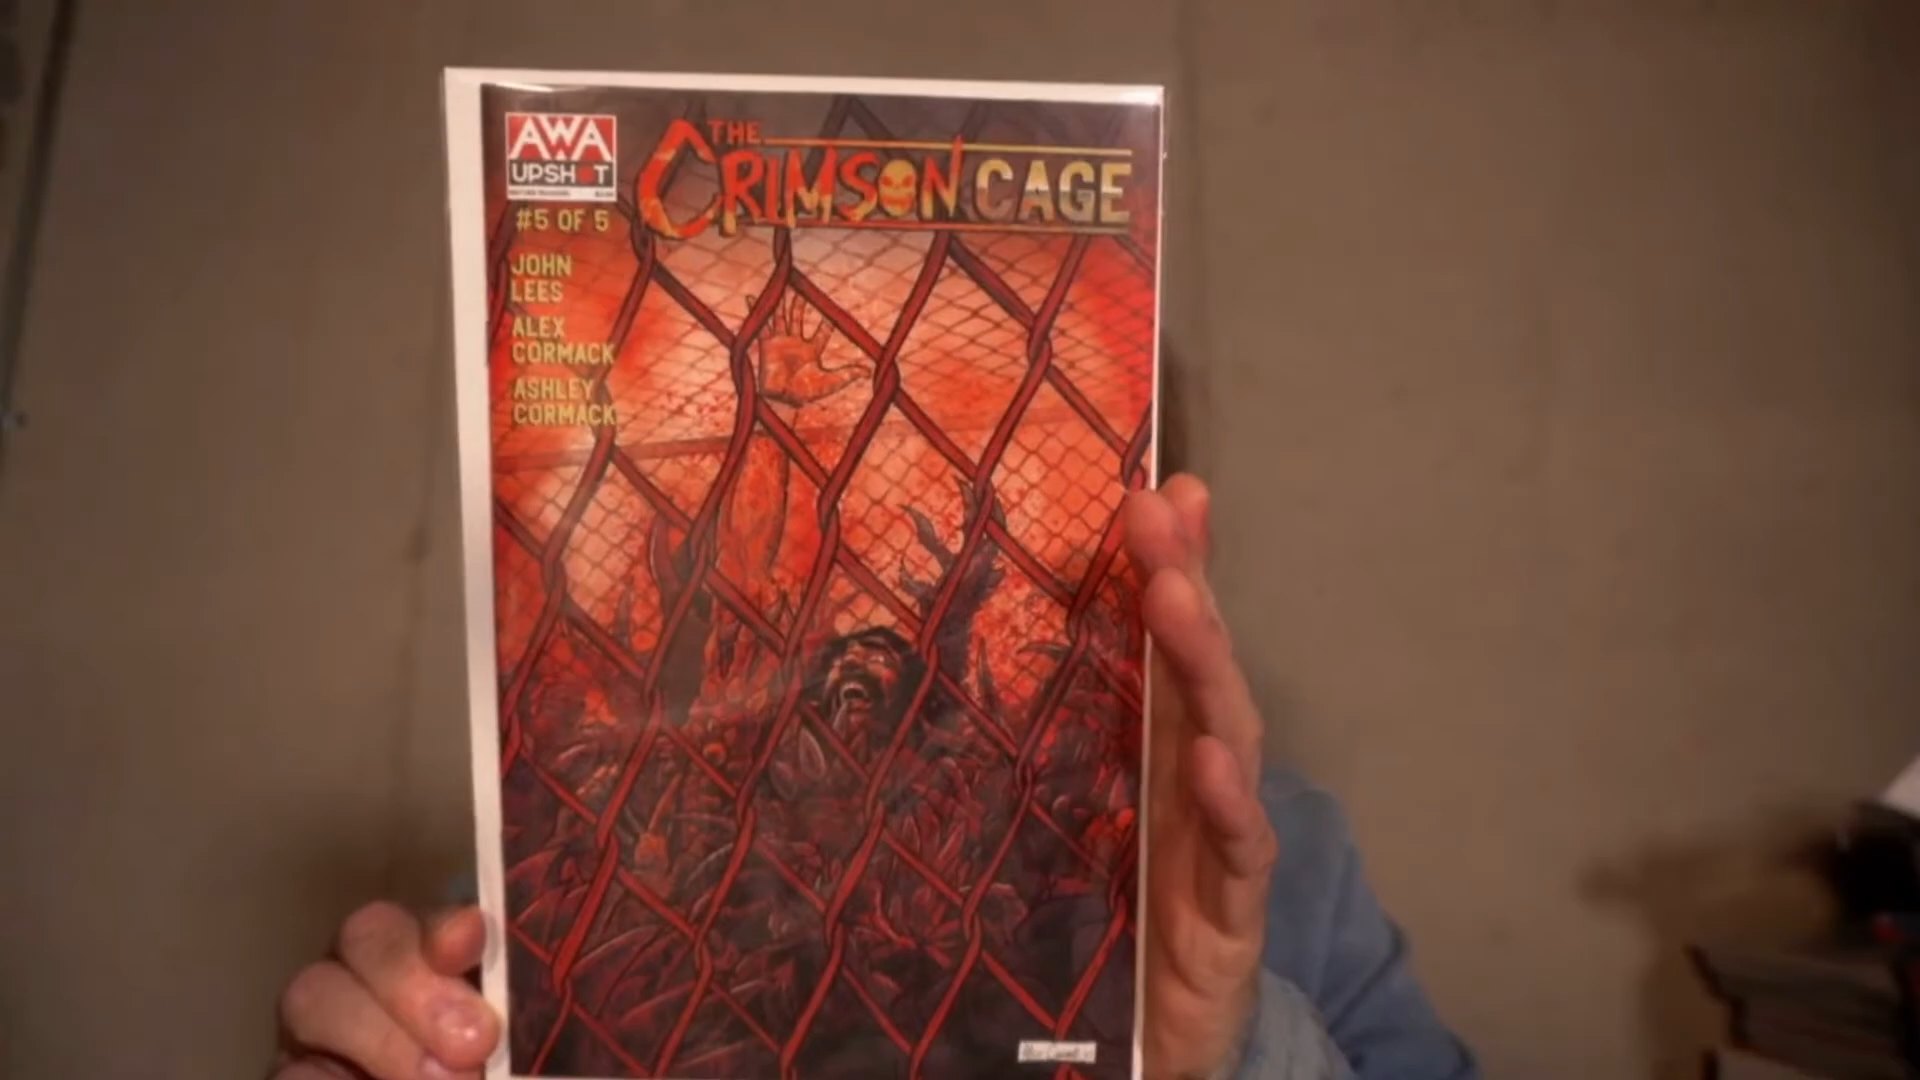 AWA
UPSHOT
#5 OF 5
THE
CRIMSON CAGE
JOHN
LEES
ALEX
CORMACK
ASHLEY
CORMACK